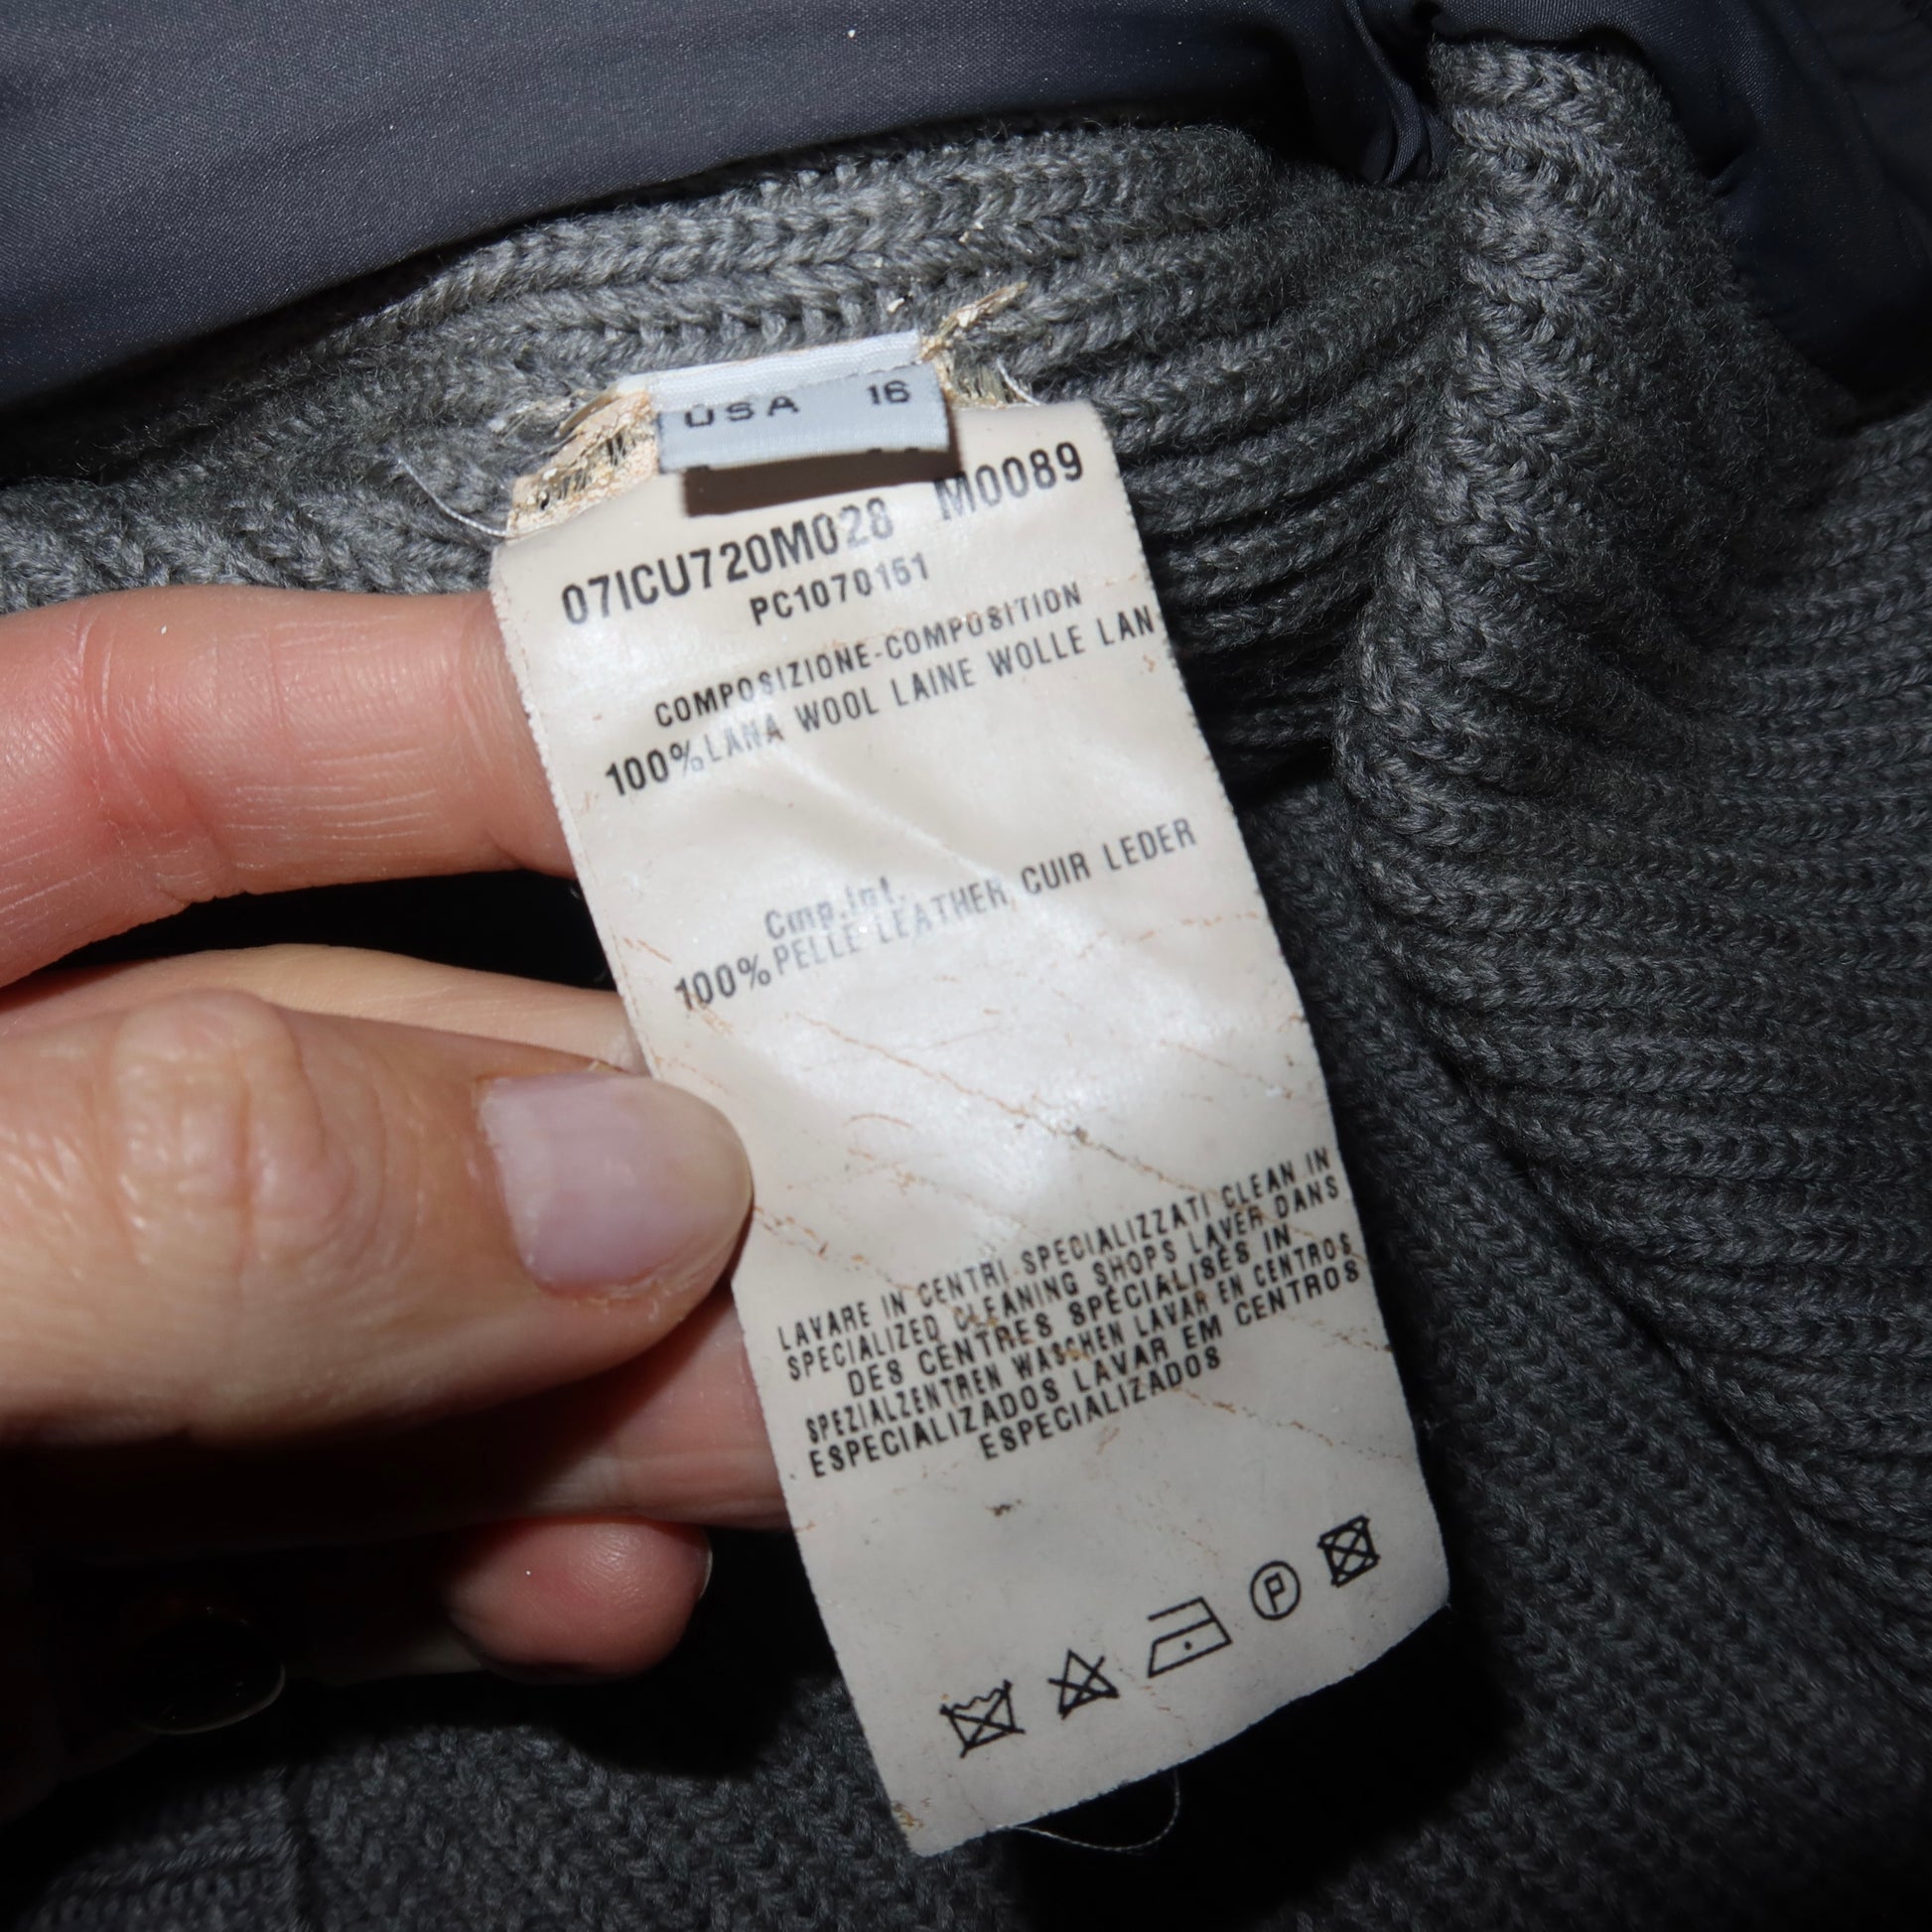 USA 16
07ICU720M028 M0089
PC1070151
COMPOSIZIONE-COMPOSITION
100% LANA WOOL LAINE WOLLE LAN
Cmp.Int.
100% PELLE LEATHER CUIR LEDER
LAVARE IN CENTRI SPECIALIZZATI CLEAN IN
SPECIALIZED CLEANING SHOPS LAVER DANS
DES CENTRES SPECIALISÈS IN
SPEZIALZENTREN WASCHEN LAVAR EN CENTROS
ESPECIALIZADOS LAVAR EM CENTROS
ESPECIALIZADOS
P